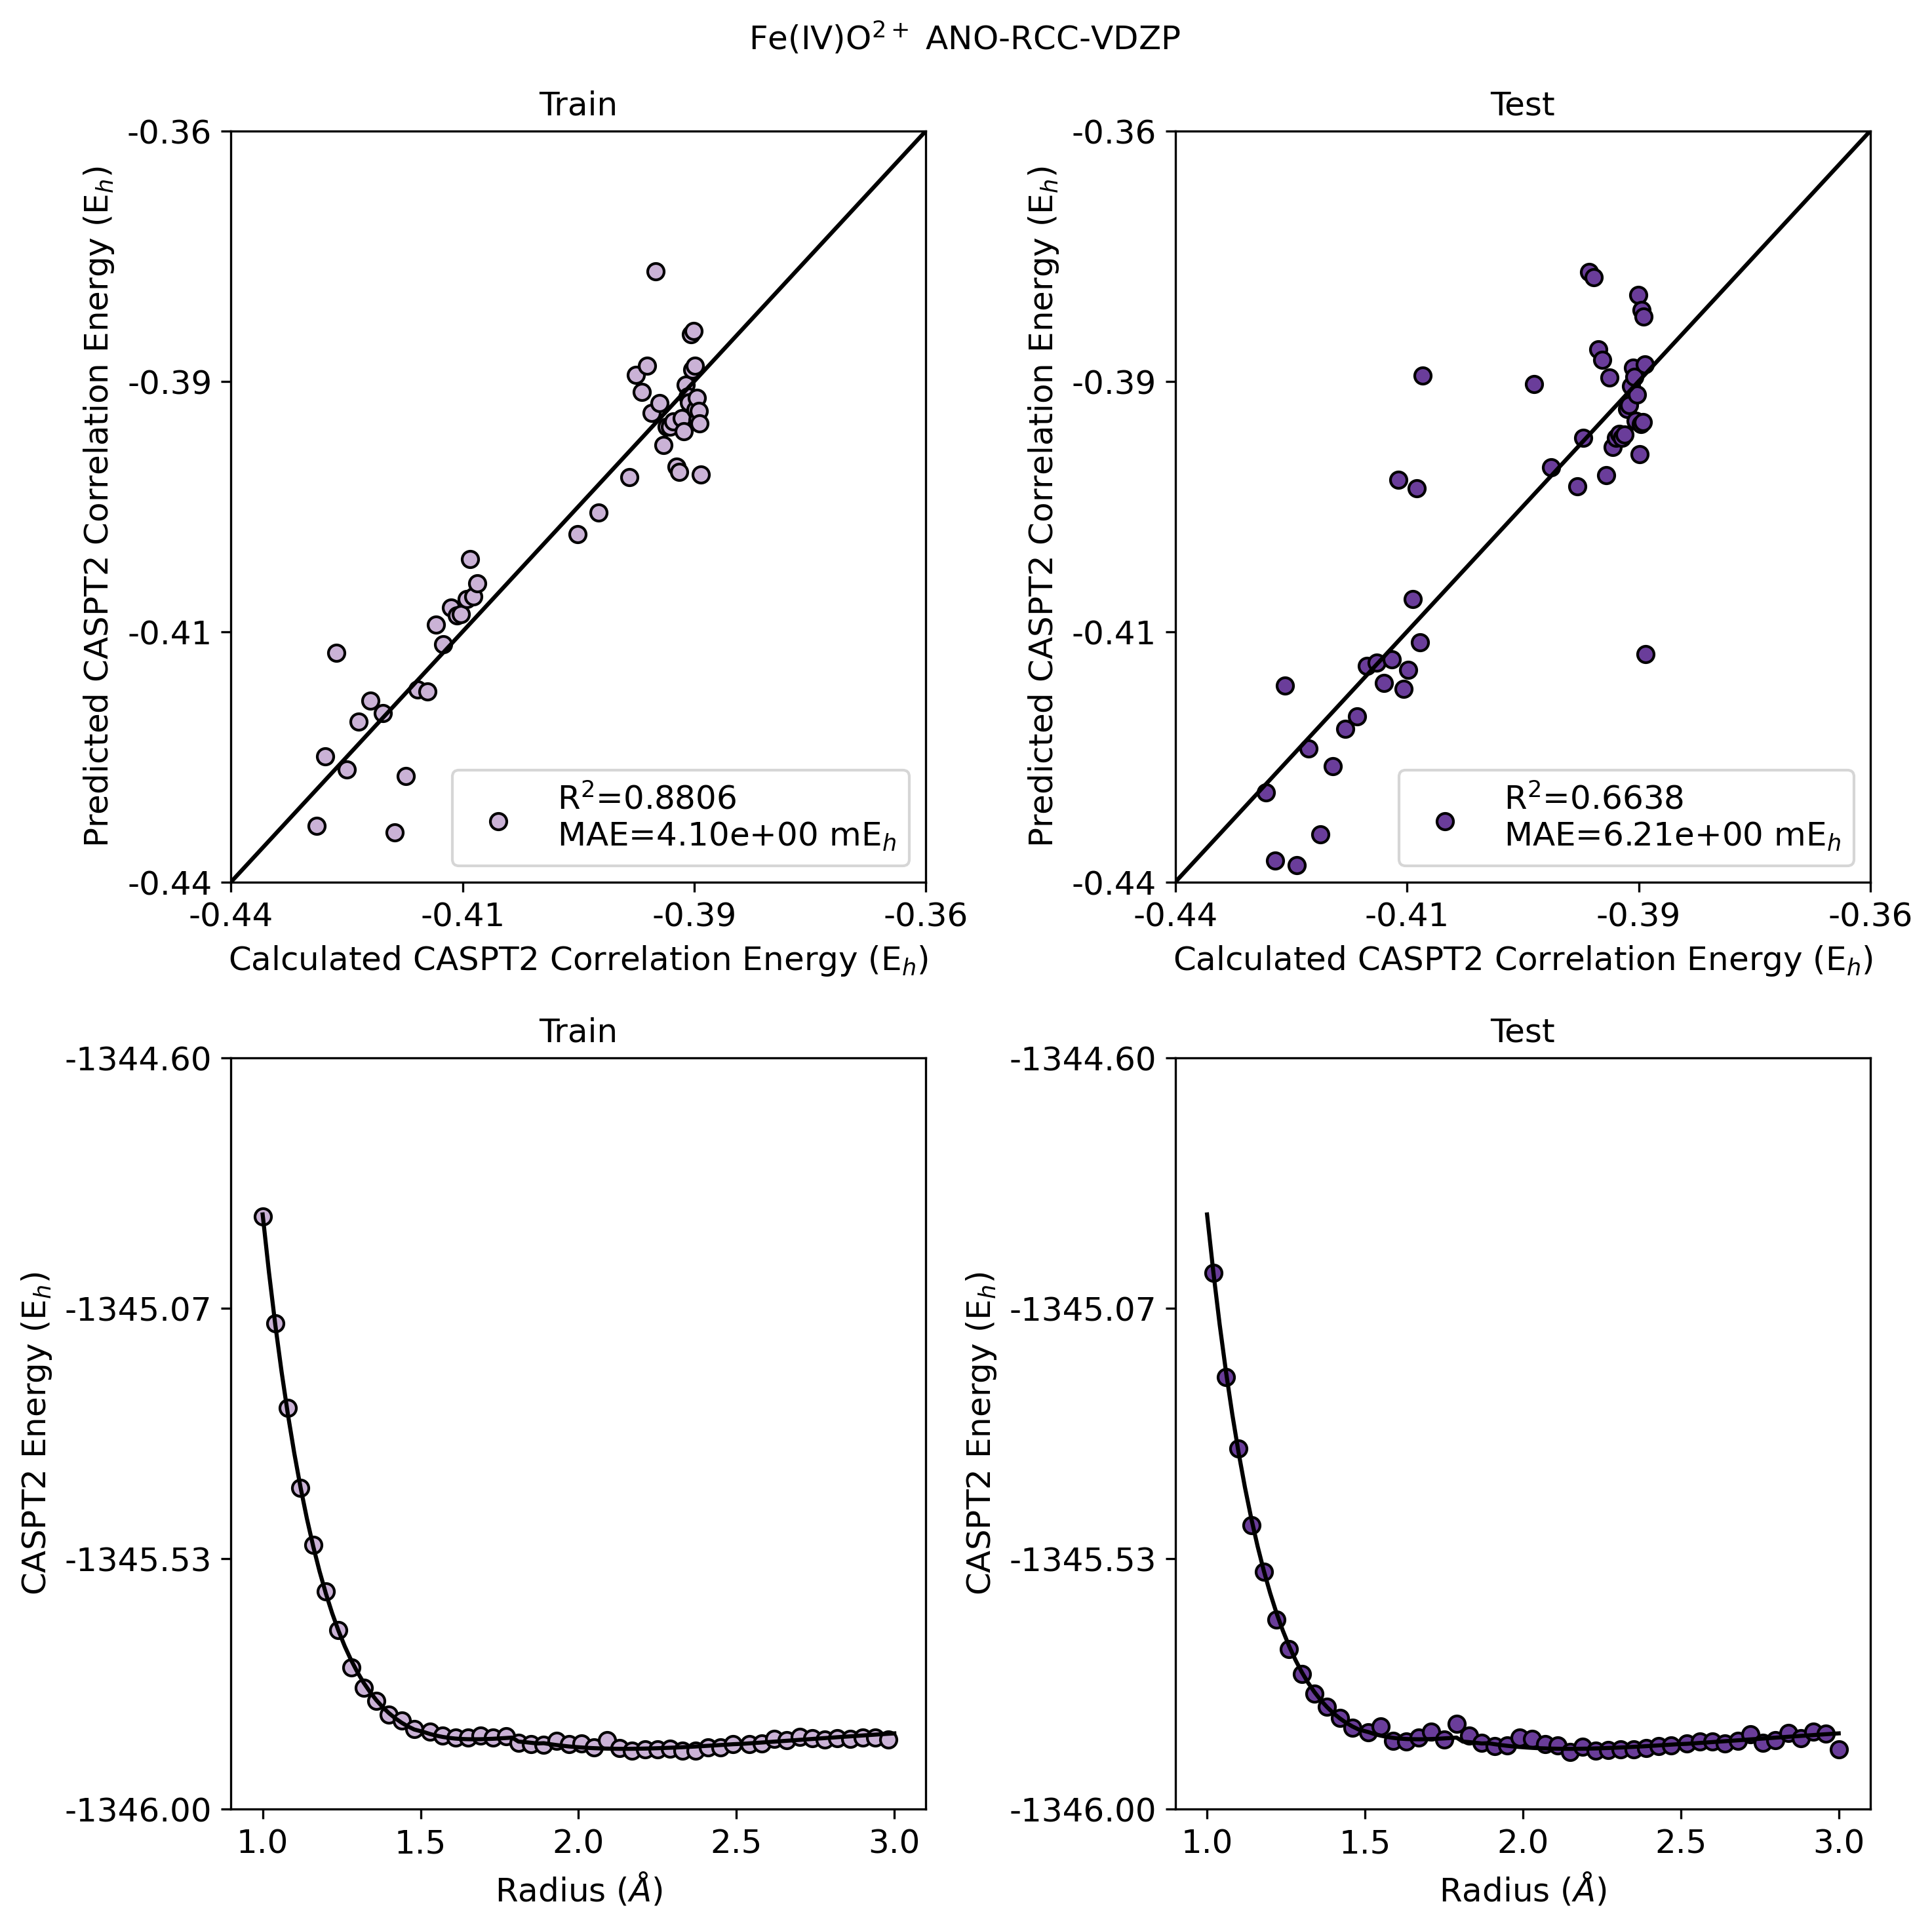 Fe(IV)O²⁺ ANO-RCC-VDZP
Train
-0.36
-0.39
-0.41
-0.44
Predicted CASPT2 Correlation Energy (Eₕ)
R²=0.8806
MAE=4.10e+00 mEₕ
-0.44 -0.41 -0.39 -0.36
Calculated CASPT2 Correlation Energy (Eₕ)
Test
-0.36
-0.39
-0.41
-0.44
Predicted CASPT2 Correlation Energy (Eₕ)
R²=0.6638
MAE=6.21e+00 mEₕ
-0.44 -0.41 -0.39 -0.36
Calculated CASPT2 Correlation Energy (Eₕ)
Train
-1344.60
-1345.07
-1345.53
-1346.00
CASPT2 Energy (Eₕ)
1.0 1.5 2.0 2.5 3.0
Radius (Å)
Test
-1344.60
-1345.07
-1345.53
-1346.00
CASPT2 Energy (Eₕ)
1.0 1.5 2.0 2.5 3.0
Radius (Å)